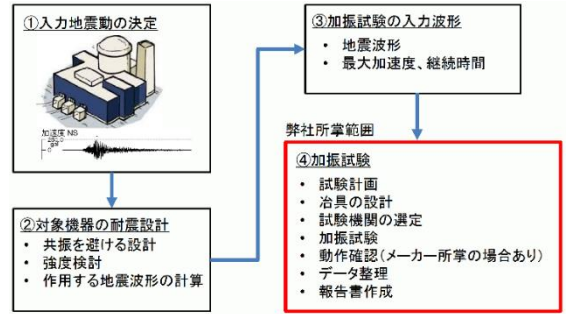 ①入力地震動の決定
加速度 NS
②対象機器の耐震設計
・ 共振を避ける設計
・ 強度検討
・ 作用する地震波形の計算
③加振試験の入力波形
・ 地震波形
・ 最大加速度、継続時間
弊社所掌範囲
④加振試験
・ 試験計画
・ 冶具の設計
・ 試験機関の選定
・ 加振試験
・ 動作確認(メーカー所掌の場合あり)
・ データ整理
・ 報告書作成